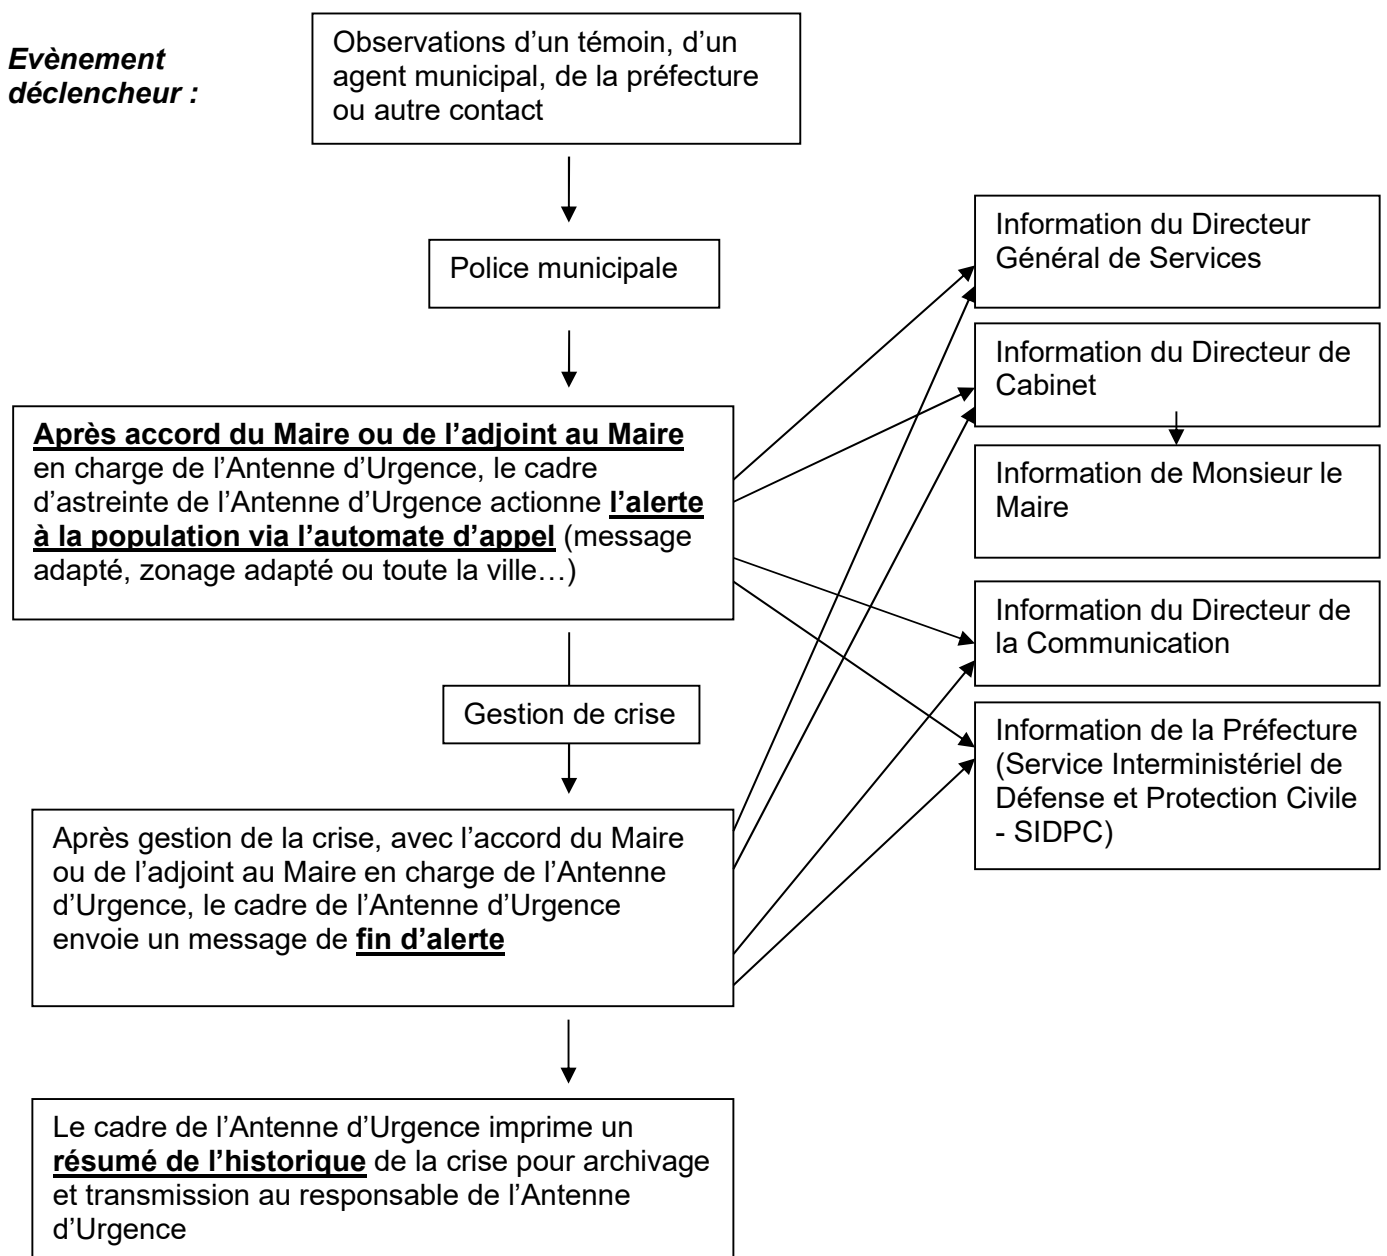 Evènement
déclencheur :
Observations d’un témoin, d’un
agent municipal, de la préfecture
ou autre contact
Police municipale
Après accord du Maire ou de l’adjoint au Maire
en charge de l’Antenne d’Urgence, le cadre
d’astreinte de l’Antenne d’Urgence actionne l’alerte
à la population via l’automate d’appel (message
adapté, zonage adapté ou toute la ville…)
Gestion de crise
Après gestion de la crise, avec l’accord du Maire
ou de l’adjoint au Maire en charge de l’Antenne
d’Urgence, le cadre de l’Antenne d’Urgence
envoie un message de fin d’alerte
Le cadre de l’Antenne d’Urgence imprime un
résumé de l’historique de la crise pour archivage
et transmission au responsable de l’Antenne
d’Urgence
Information du Directeur
Général de Services
Information du Directeur de
Cabinet
Information de Monsieur le
Maire
Information du Directeur de
la Communication
Information de la Préfecture
(Service Interministériel de
Défense et Protection Civile
- SIDPC)